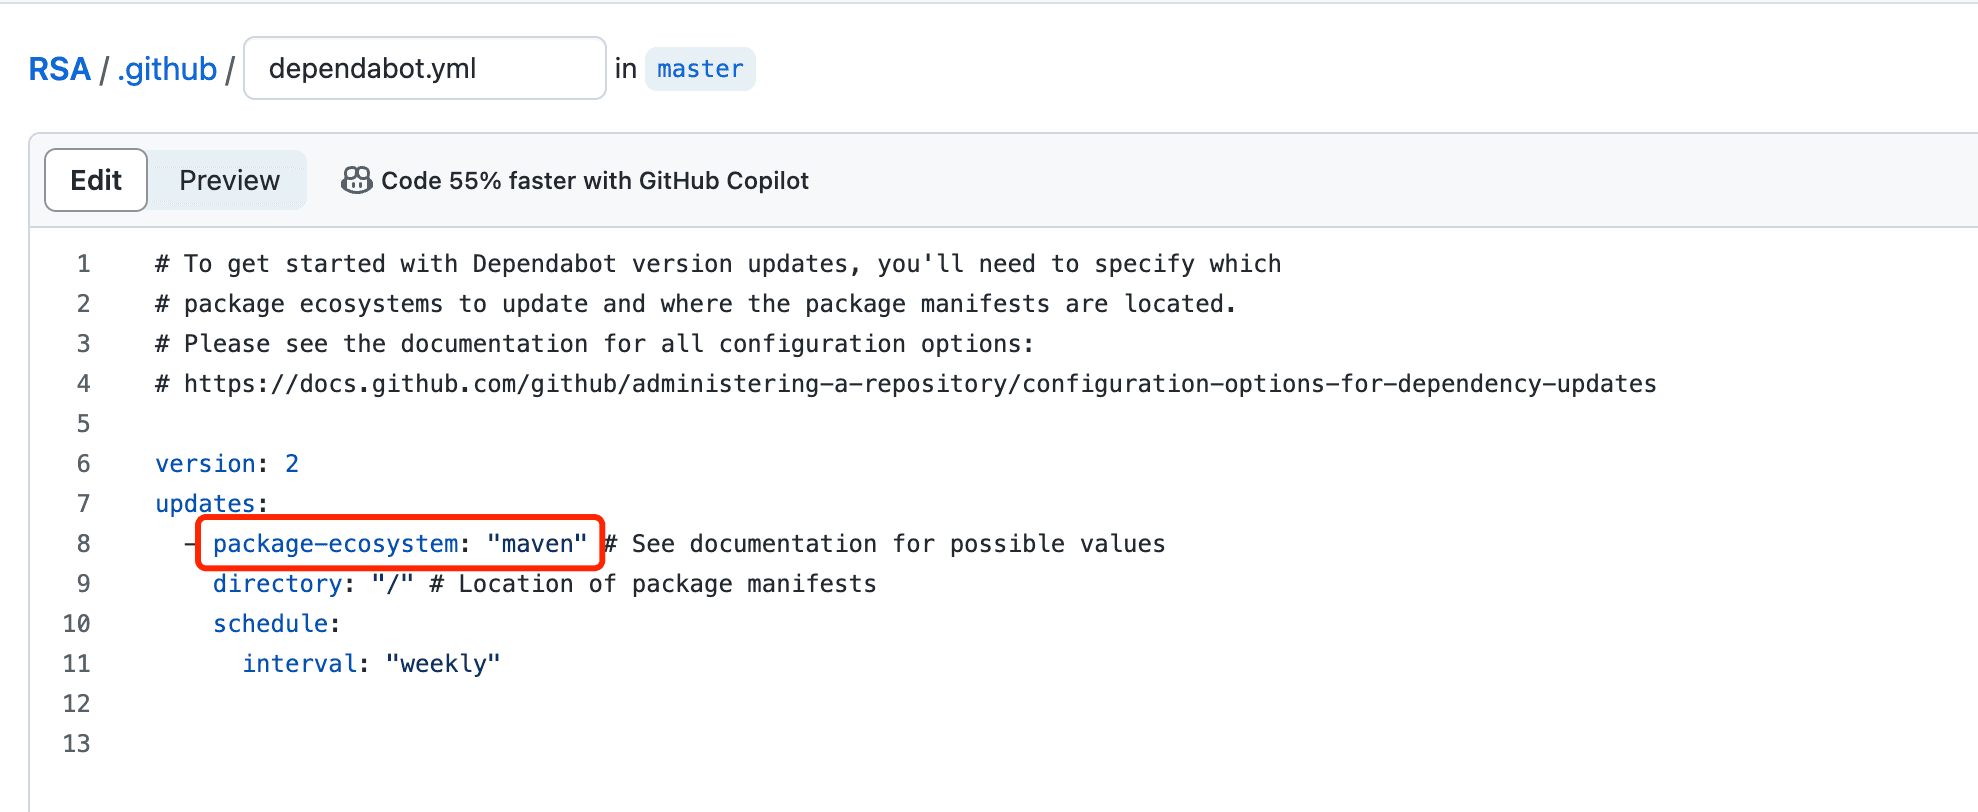 RSA / .github / dependabot.yml in master
Edit Preview Code 55% faster with GitHub Copilot
1 # To get started with Dependabot version updates, you'll need to specify which
2 # package ecosystems to update and where the package manifests are located.
3 # Please see the documentation for all configuration options:
4 # https://docs.github.com/github/administering-a-repository/configuration-options-for-dependency-updates
5
6 version: 2
7 updates:
8   - package-ecosystem: "maven" # See documentation for possible values
9     directory: "/" # Location of package manifests
10     schedule:
11       interval: "weekly"
12
13